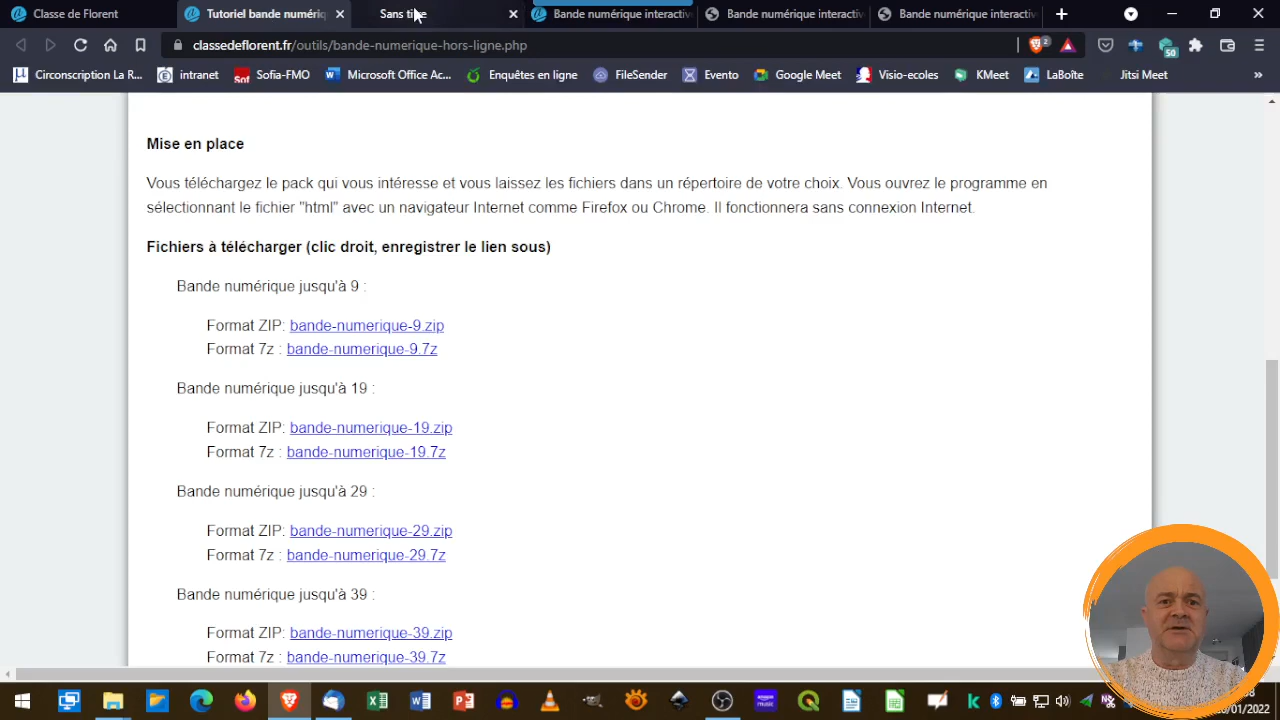 Classe de Florent
Tutoriel bande numériq
Sans titre
Bande numérique interactiv
Bande numérique interactiv
Bande numérique interactiv
classedeflorent.fr/outils/bande-numerique-hors-ligne.php
2
50
Circonscription La R...
intranet
Sofia-FMO
Microsoft Office Ac...
Enquêtes en ligne
FileSender
Evento
Google Meet
Visio-ecoles
KMeet
LaBoîte
Jitsi Meet
»
Mise en place
Vous téléchargez le pack qui vous intéresse et vous laissez les fichiers dans un répertoire de votre choix. Vous ouvrez le programme en
sélectionnant le fichier "html" avec un navigateur Internet comme Firefox ou Chrome. Il fonctionnera sans connexion Internet.
Fichiers à télécharger (clic droit, enregistrer le lien sous)
Bande numérique jusqu'à 9 :
Format ZIP: bande-numerique-9.zip
Format 7z : bande-numerique-9.7z
Bande numérique jusqu'à 19 :
Format ZIP: bande-numerique-19.zip
Format 7z : bande-numerique-19.7z
Bande numérique jusqu'à 29 :
Format ZIP: bande-numerique-29.zip
Format 7z : bande-numerique-29.7z
Bande numérique jusqu'à 39 :
Format ZIP: bande-numerique-39.zip
Format 7z : bande-numerique-39.7z